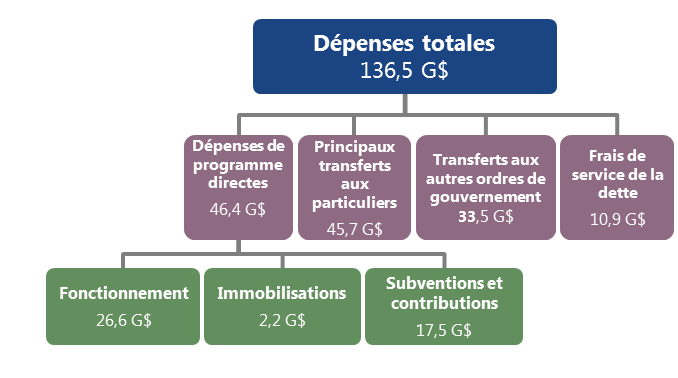 Dépenses totales
136,5 G$
Dépenses de
programme
directes
46,4 G$
Principaux
transferts
aux
particuliers
45,7 G$
Transferts aux
autres ordres de
gouvernement
33,5 G$
Frais de
service de la
dette
10,9 G$
Fonctionnement
26,6 G$
Immobilisations
2,2 G$
Subventions et
contributions
17,5 G$